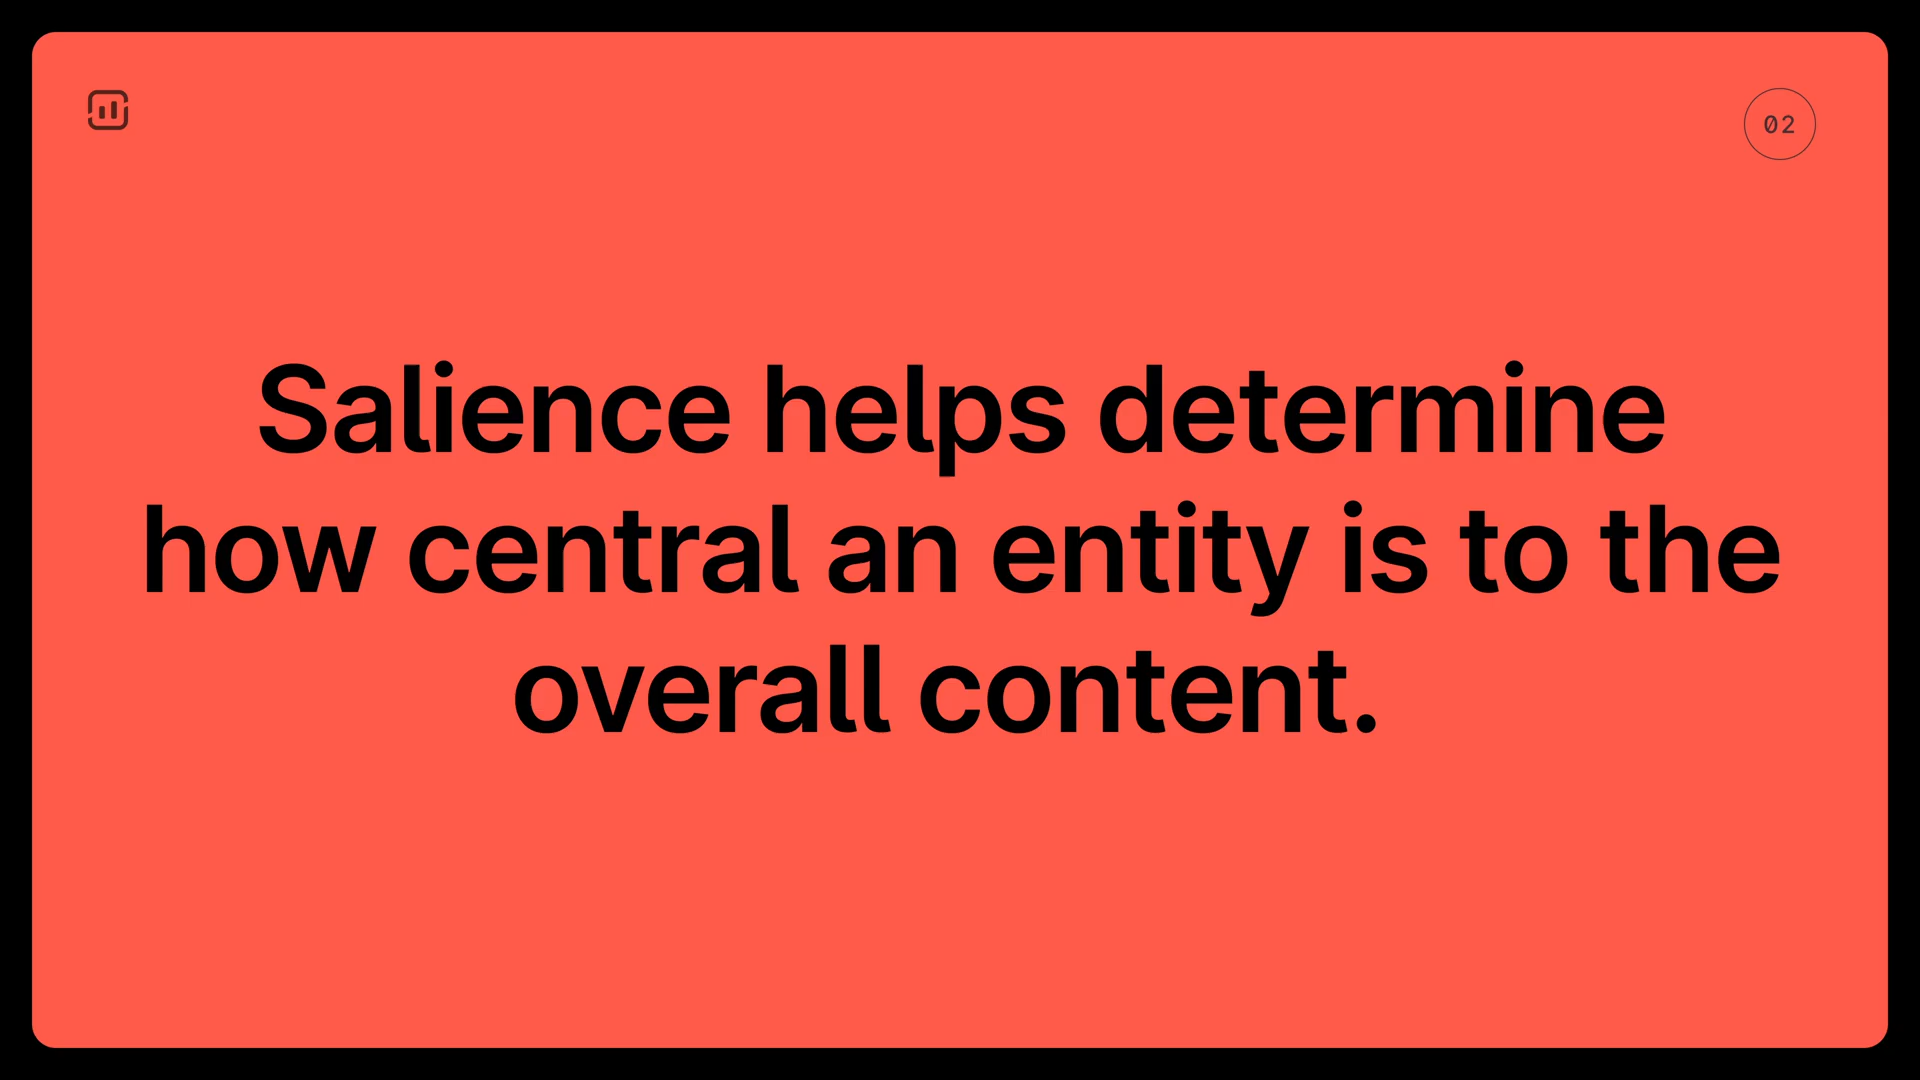 02
Salience helps determine
how central an entity is to the
overall content.